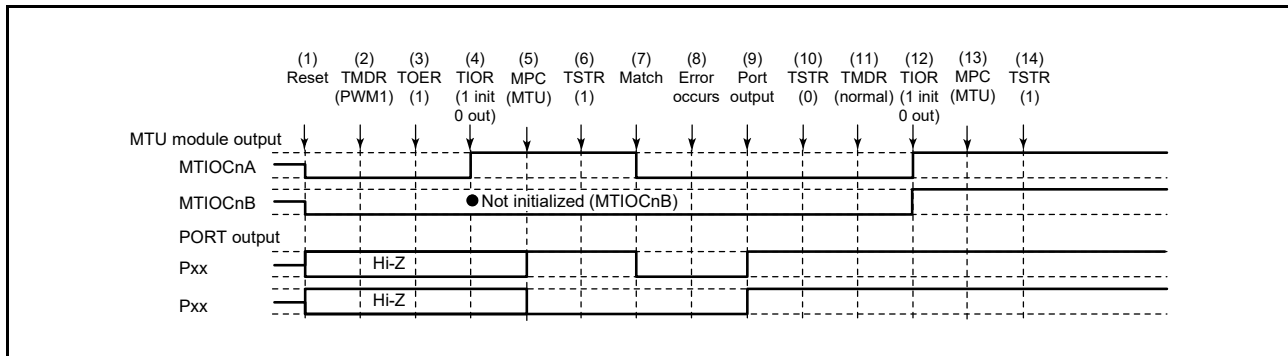 (1) (2) (3) (4) (5) (6) (7) (8) (9) (10) (11) (12) (13) (14)
Reset TMDR TOER TIOR MPC TSTR Match Error Port TSTR TMDR TIOR MPC TSTR
(PWM1) (1) (1 init (MTU) (1) occurs output (0) (normal) (1 init (MTU) (1)
0 out) 0 out)
MTU module output
MTIOCnA
MTIOCnB Not initialized (MTIOCnB)
PORT output
Pxx Hi-Z
Pxx Hi-Z